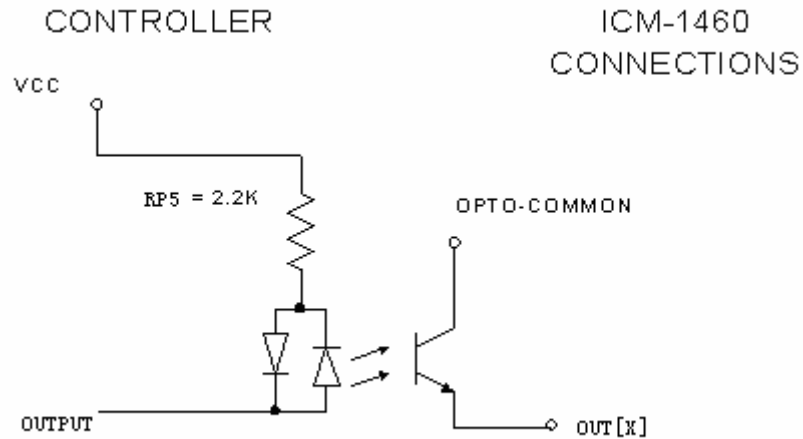 CONTROLLER
ICM-1460
CONNECTIONS
VCC
RP5 = 2.2K
OPTO-COMMON
OUTPUT
OUT[X]